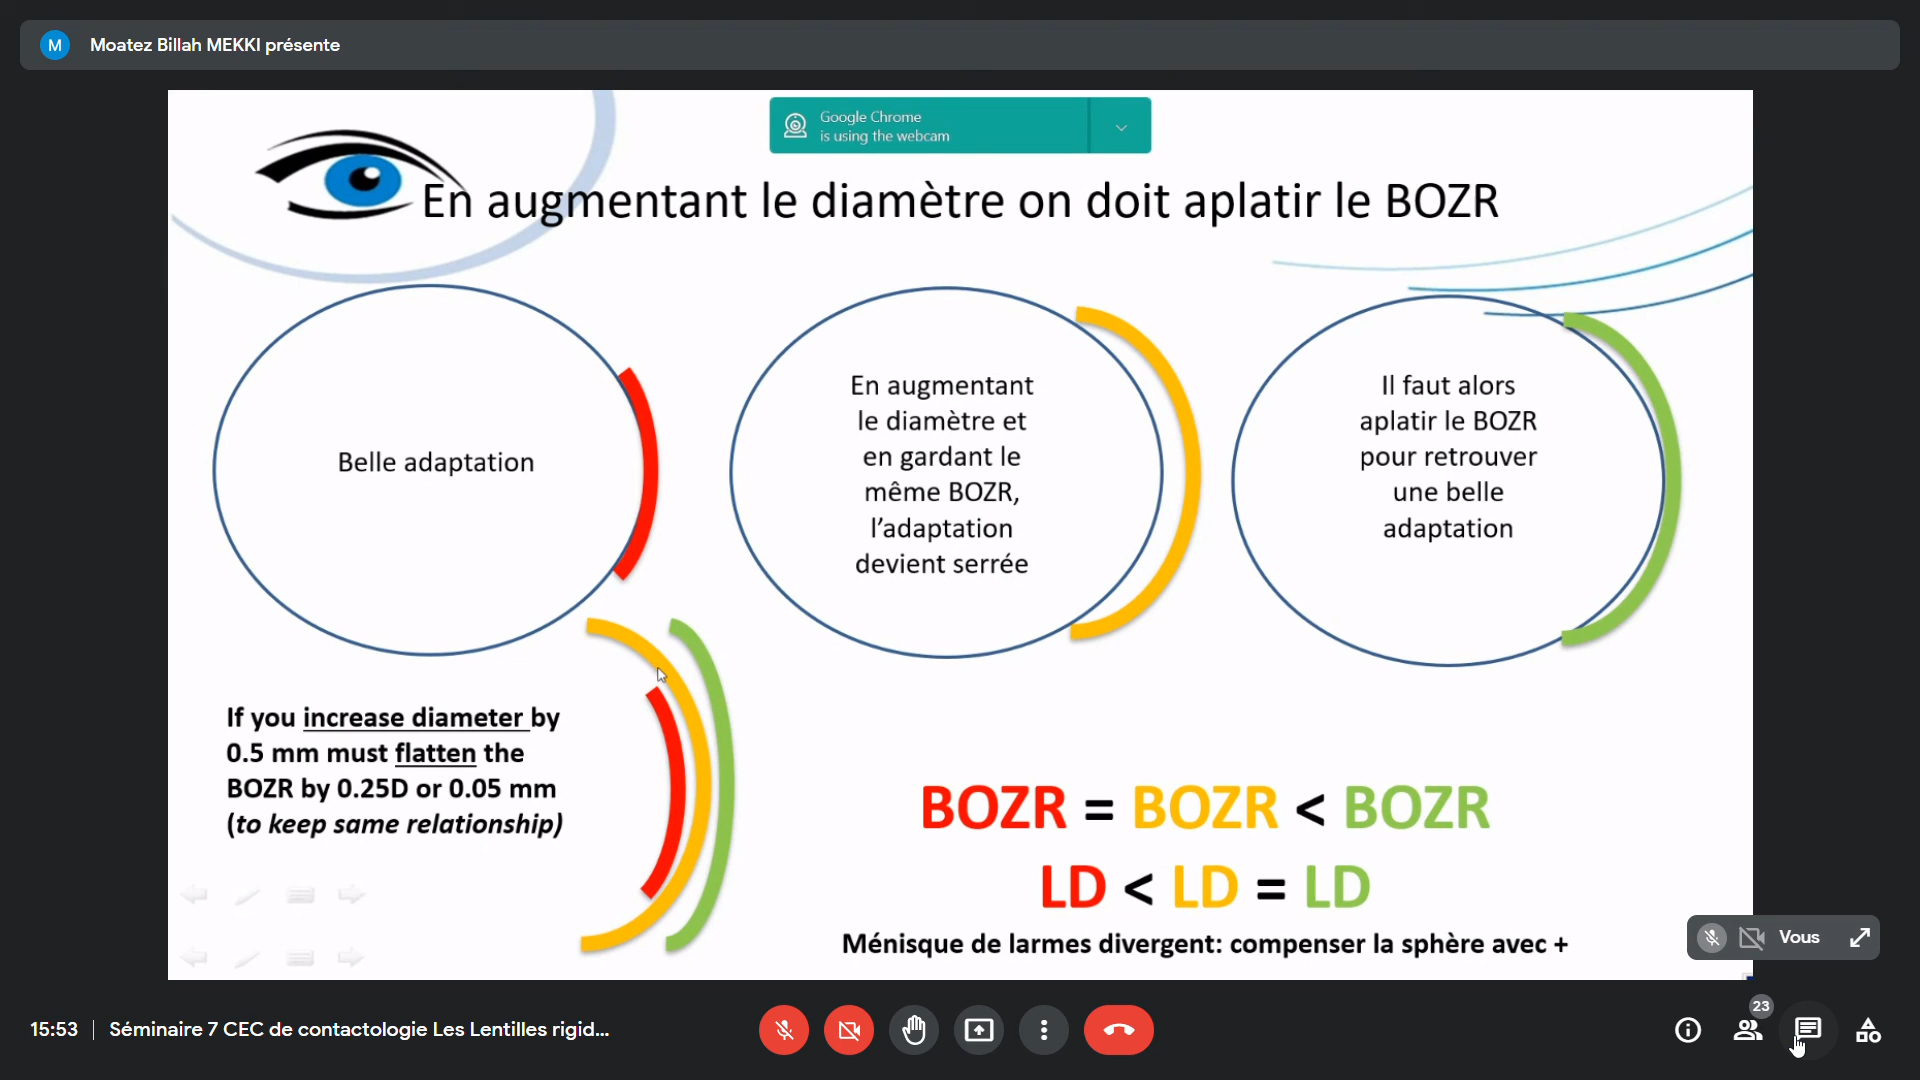 M
Moatez Billah MEKKI présente
Google Chrome
is using the webcam
En augmentant le diamètre on doit aplatir le BOZR
Belle adaptation
En augmentant
le diamètre et
en gardant le
même BOZR,
l’adaptation
devient serrée
Il faut alors
aplatir le BOZR
pour retrouver
une belle
adaptation
If you increase diameter by
0.5 mm must flatten the
BOZR by 0.25D or 0.05 mm
(to keep same relationship)
BOZR = BOZR < BOZR
LD < LD = LD
Ménisque de larmes divergent: compenser la sphère avec +
Vous
15:53 | Séminaire 7 CEC de contactologie Les Lentilles rigid...
23